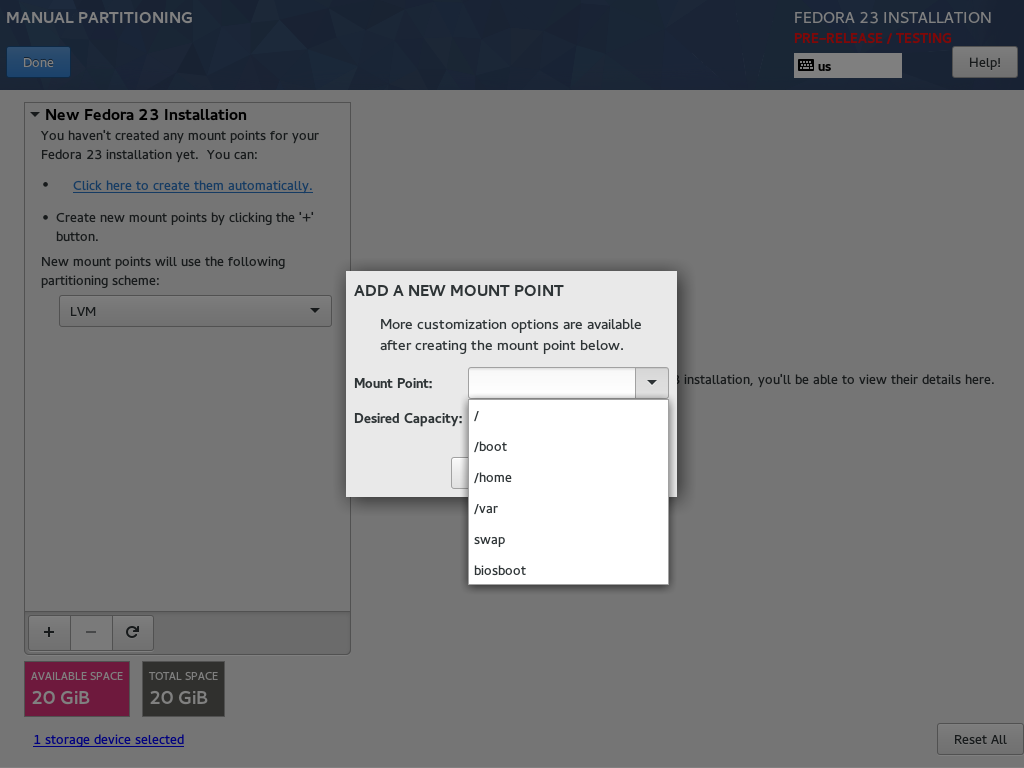 MANUAL PARTITIONING
FEDORA 23 INSTALLATION
PRE-RELEASE / TESTING
Done
us
Help!
New Fedora 23 Installation
You haven't created any mount points for your
Fedora 23 installation yet.  You can:
• Click here to create them automatically.
• Create new mount points by clicking the '+'
button.
New mount points will use the following
partitioning scheme:
LVM
ADD A NEW MOUNT POINT
More customization options are available
after creating the mount point below.
Mount Point:
installation, you'll be able to view their details here.
Desired Capacity:
/
/boot
/home
/var
swap
biosboot
+ −
AVAILABLE SPACE
20 GiB
TOTAL SPACE
20 GiB
1 storage device selected
Reset All